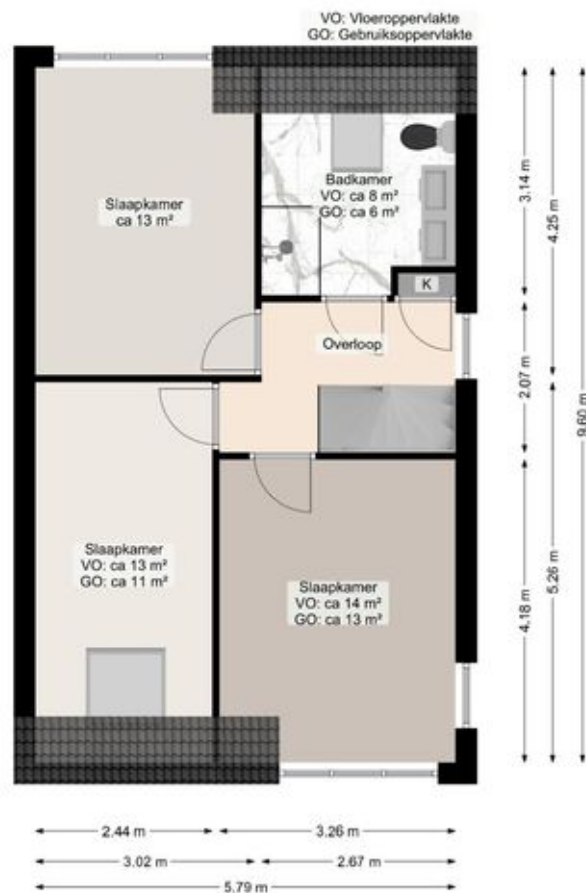 VO: Vloeroppervlakte
GO: Gebruiksoppervlakte
Slaapkamer
ca 13 m²
Badkamer
VO: ca 8 m²
GO: ca 6 m²
K
Overloop
Slaapkamer
VO: ca 13 m²
GO: ca 11 m²
Slaapkamer
VO: ca 14 m²
GO: ca 13 m²
3.14 m
4.25 m
2.07 m
9.60 m
5.26 m
4.18 m
2.44 m
3.26 m
3.02 m
2.67 m
5.79 m